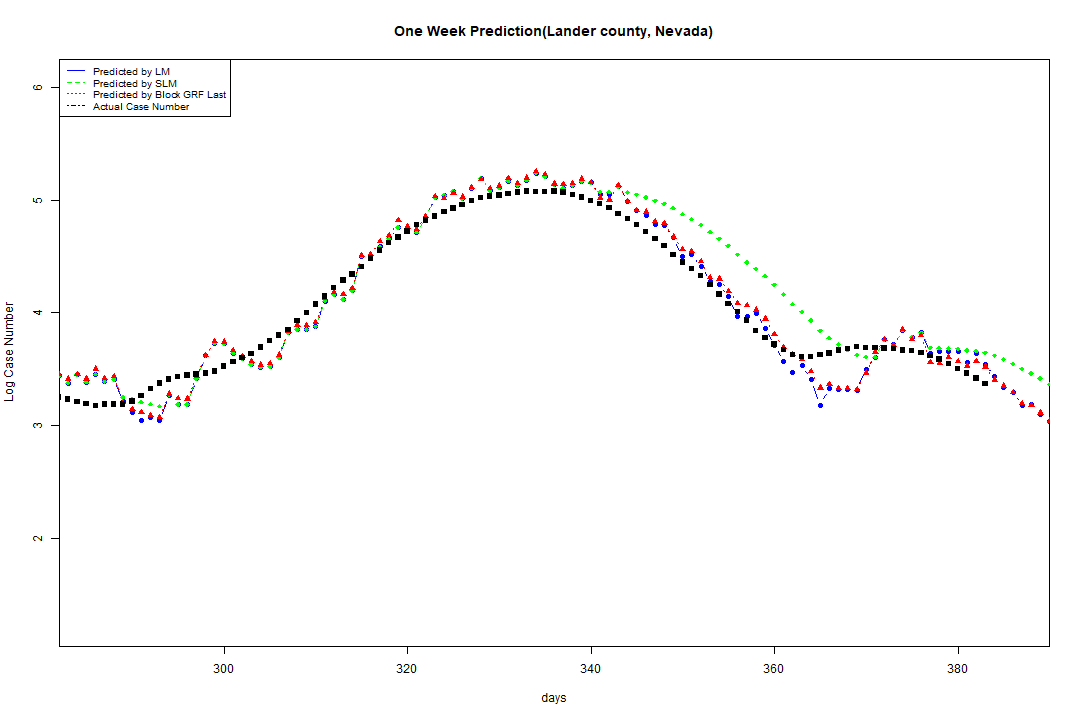 One Week Prediction(Lander county, Nevada)
Predicted by LM
Predicted by SLM
Predicted by Block GRF Last
Actual Case Number
6
5
4
3
2
Log Case Number
300 320 340 360 380
days